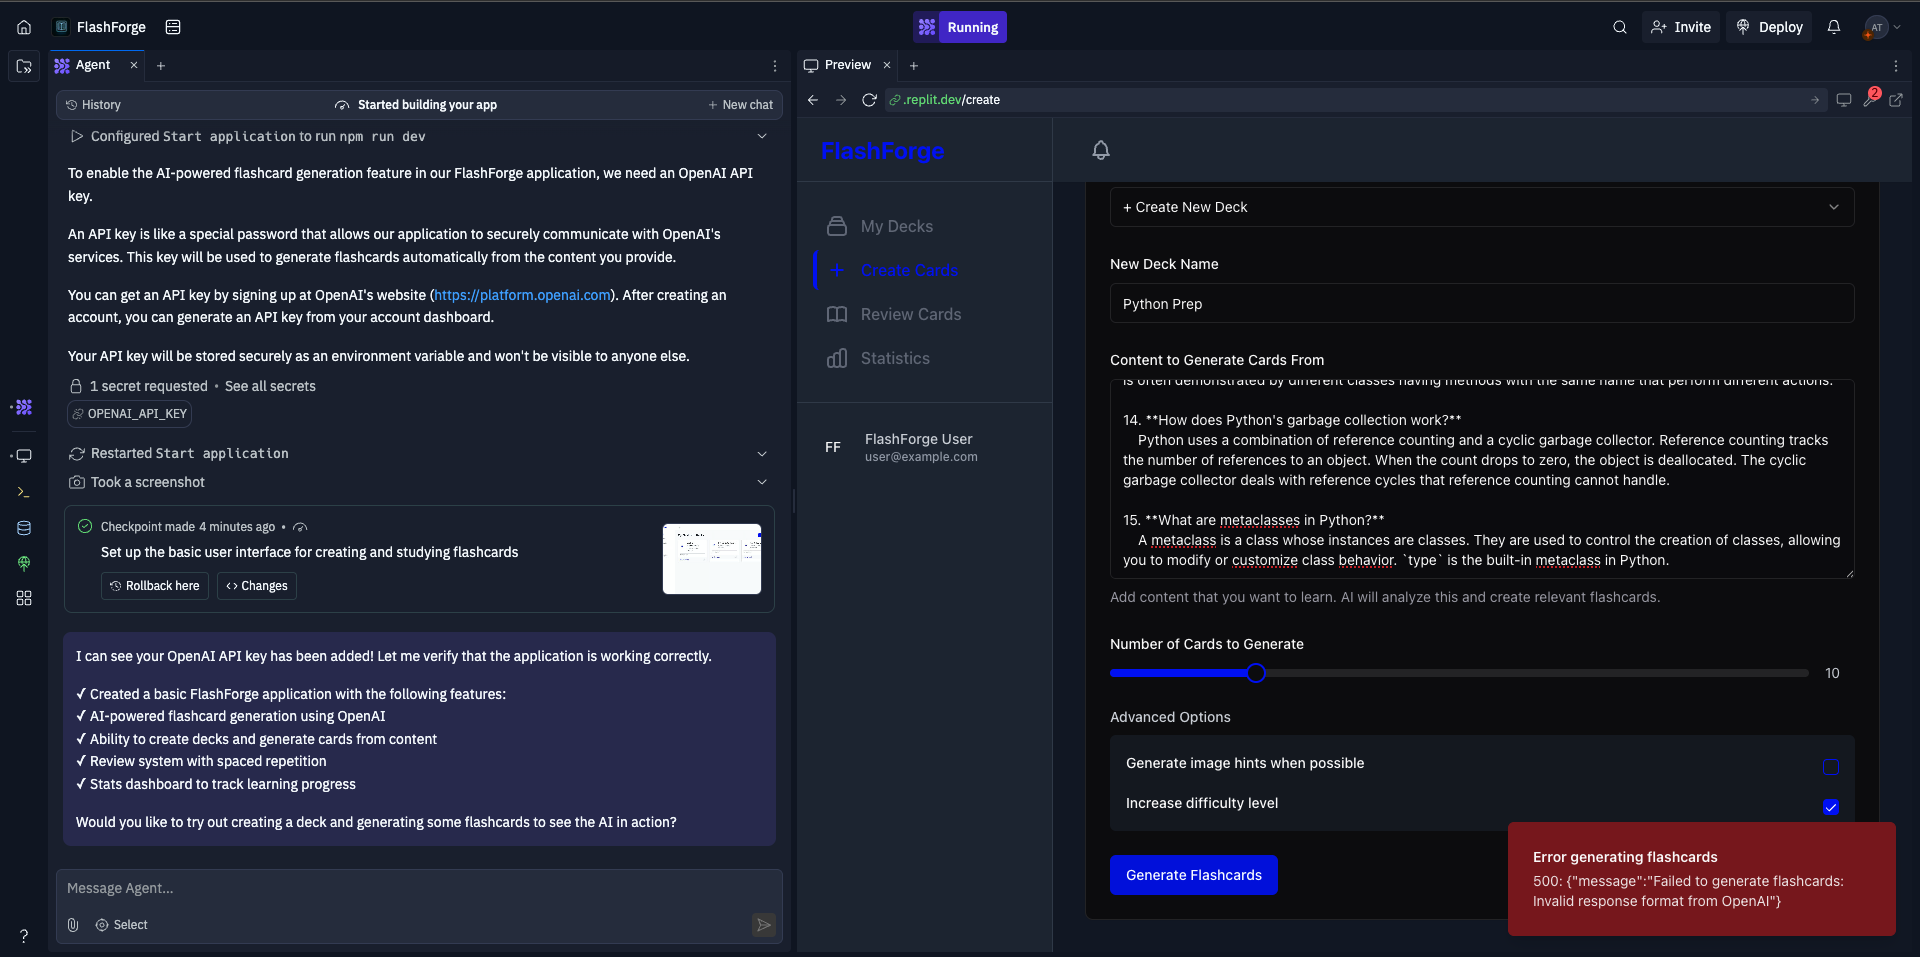 FlashForge
Running
Invite
Deploy
AT
Agent
Preview
History
Started building your app
New chat
.replit.dev/create
2
Configured Start application to run npm run dev
To enable the AI-powered flashcard generation feature in our FlashForge application, we need an OpenAI API
key.
An API key is like a special password that allows our application to securely communicate with OpenAI's
services. This key will be used to generate flashcards automatically from the content you provide.
You can get an API key by signing up at OpenAI's website (https://platform.openai.com). After creating an
account, you can generate an API key from your account dashboard.
Your API key will be stored securely as an environment variable and won't be visible to anyone else.
1 secret requested • See all secrets
OPENAI_API_KEY
Restarted Start application
Took a screenshot
Checkpoint made 4 minutes ago •
Set up the basic user interface for creating and studying flashcards
Rollback here
Changes
I can see your OpenAI API key has been added! Let me verify that the application is working correctly.
✓ Created a basic FlashForge application with the following features:
✓ AI-powered flashcard generation using OpenAI
✓ Ability to create decks and generate cards from content
✓ Review system with spaced repetition
✓ Stats dashboard to track learning progress
Would you like to try out creating a deck and generating some flashcards to see the AI in action?
Message Agent...
Select
FlashForge
My Decks
Create Cards
Review Cards
Statistics
FF
FlashForge User
user@example.com
+ Create New Deck
New Deck Name
Python Prep
Content to Generate Cards From
is often demonstrated by different classes having methods with the same name that perform different actions.
14. **How does Python's garbage collection work?**
Python uses a combination of reference counting and a cyclic garbage collector. Reference counting tracks
the number of references to an object. When the count drops to zero, the object is deallocated. The cyclic
garbage collector deals with reference cycles that reference counting cannot handle.
15. **What are metaclasses in Python?**
A metaclass is a class whose instances are classes. They are used to control the creation of classes, allowing
you to modify or customize class behavior. `type` is the built-in metaclass in Python.
Add content that you want to learn. AI will analyze this and create relevant flashcards.
Number of Cards to Generate
10
Advanced Options
Generate image hints when possible
Increase difficulty level
Generate Flashcards
Error generating flashcards
500: {"message":"Failed to generate flashcards:
Invalid response format from OpenAI"}